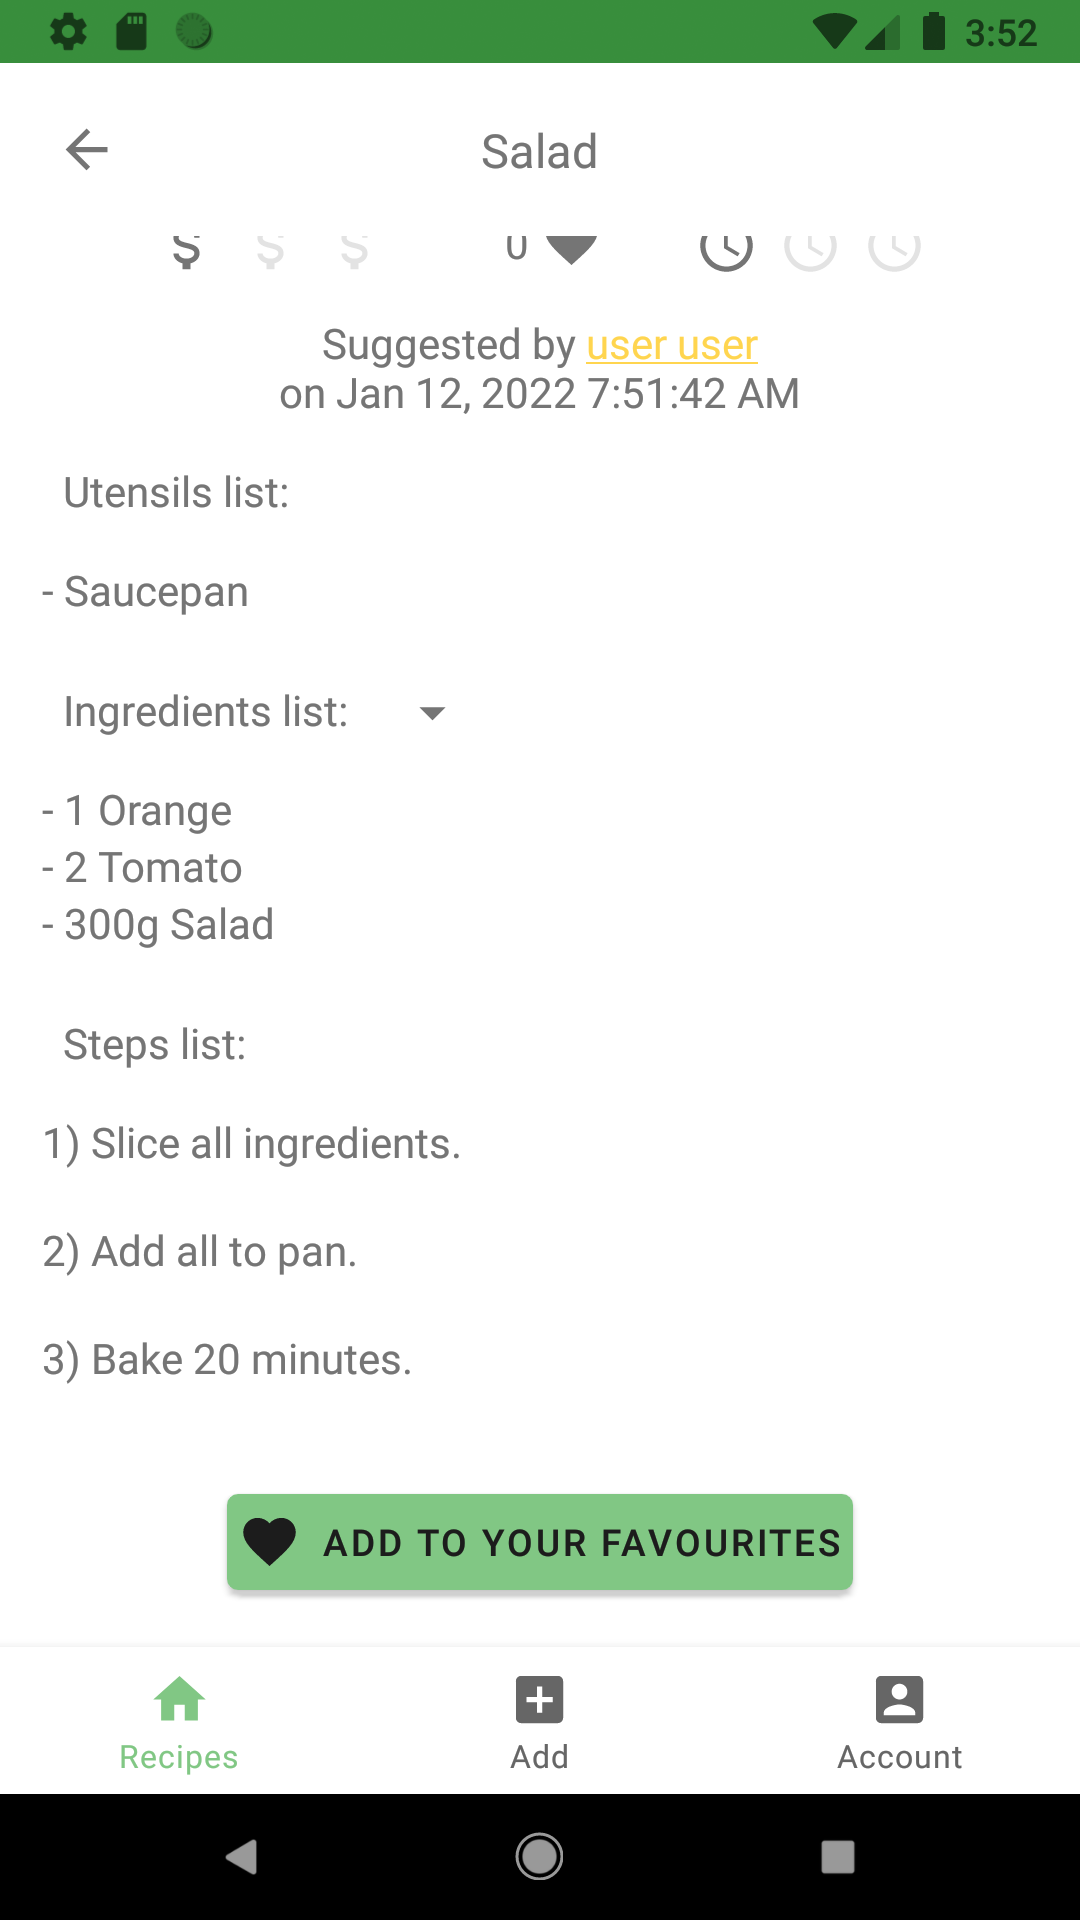 3:52
Salad
$ $ $ 0
Suggested by user user
on Jan 12, 2022 7:51:42 AM
Utensils list:
- Saucepan
Ingredients list:
- 1 Orange
- 2 Tomato
- 300g Salad
Steps list:
1) Slice all ingredients.
2) Add all to pan.
3) Bake 20 minutes.
ADD TO YOUR FAVOURITES
Recipes Add Account